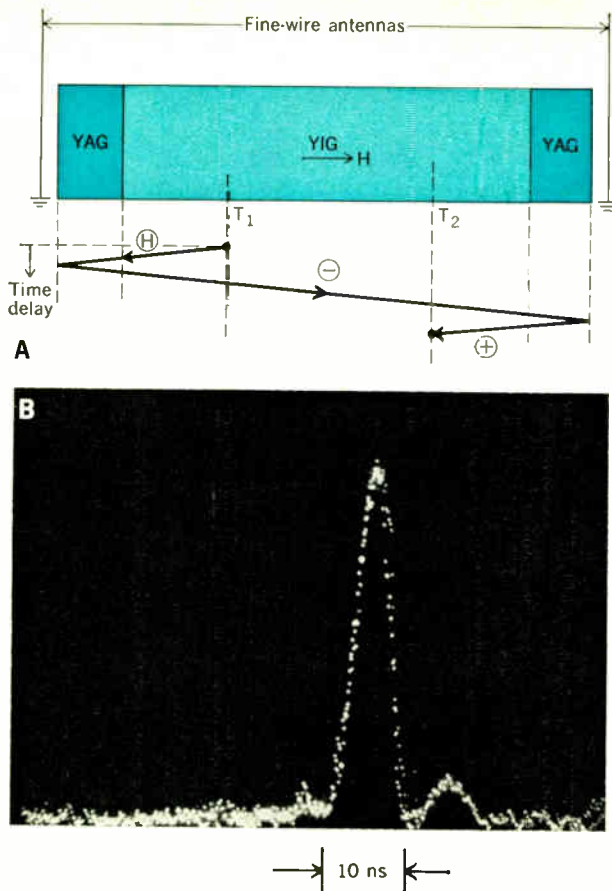 Fine-wire antennas
YAG
YIG
H
YAG
T1
T2
H
−
Time
delay
+
A
B
10 ns